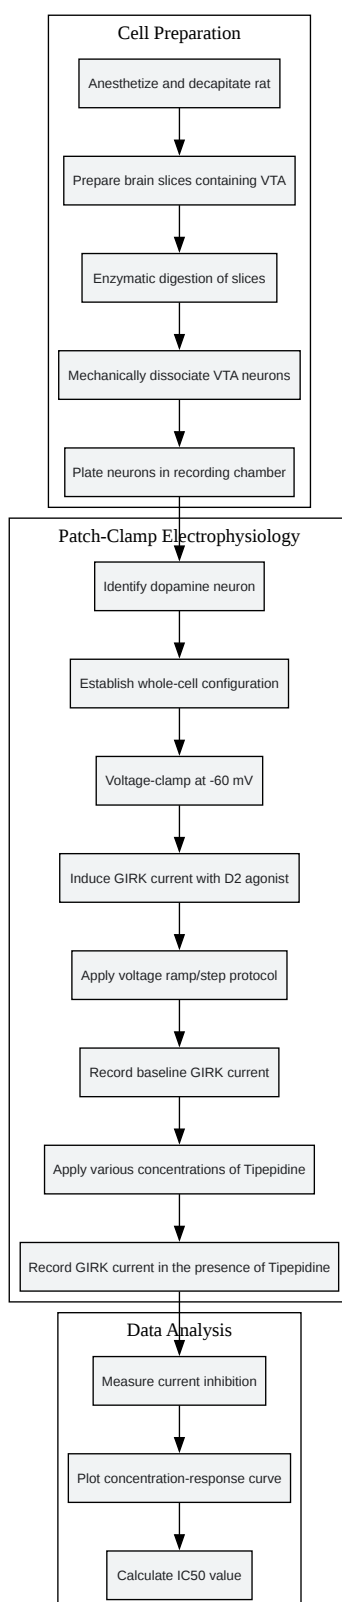 Cell Preparation
Anesthetize and decapitate rat
Prepare brain slices containing VTA
Enzymatic digestion of slices
Mechanically dissociate VTA neurons
Plate neurons in recording chamber
Patch-Clamp Electrophysiology
Identify dopamine neuron
Establish whole-cell configuration
Voltage-clamp at -60 mV
Induce GIRK current with D2 agonist
Apply voltage ramp/step protocol
Record baseline GIRK current
Apply various concentrations of Tipepidine
Record GIRK current in the presence of Tipepidine
Data Analysis
Measure current inhibition
Plot concentration-response curve
Calculate IC50 value